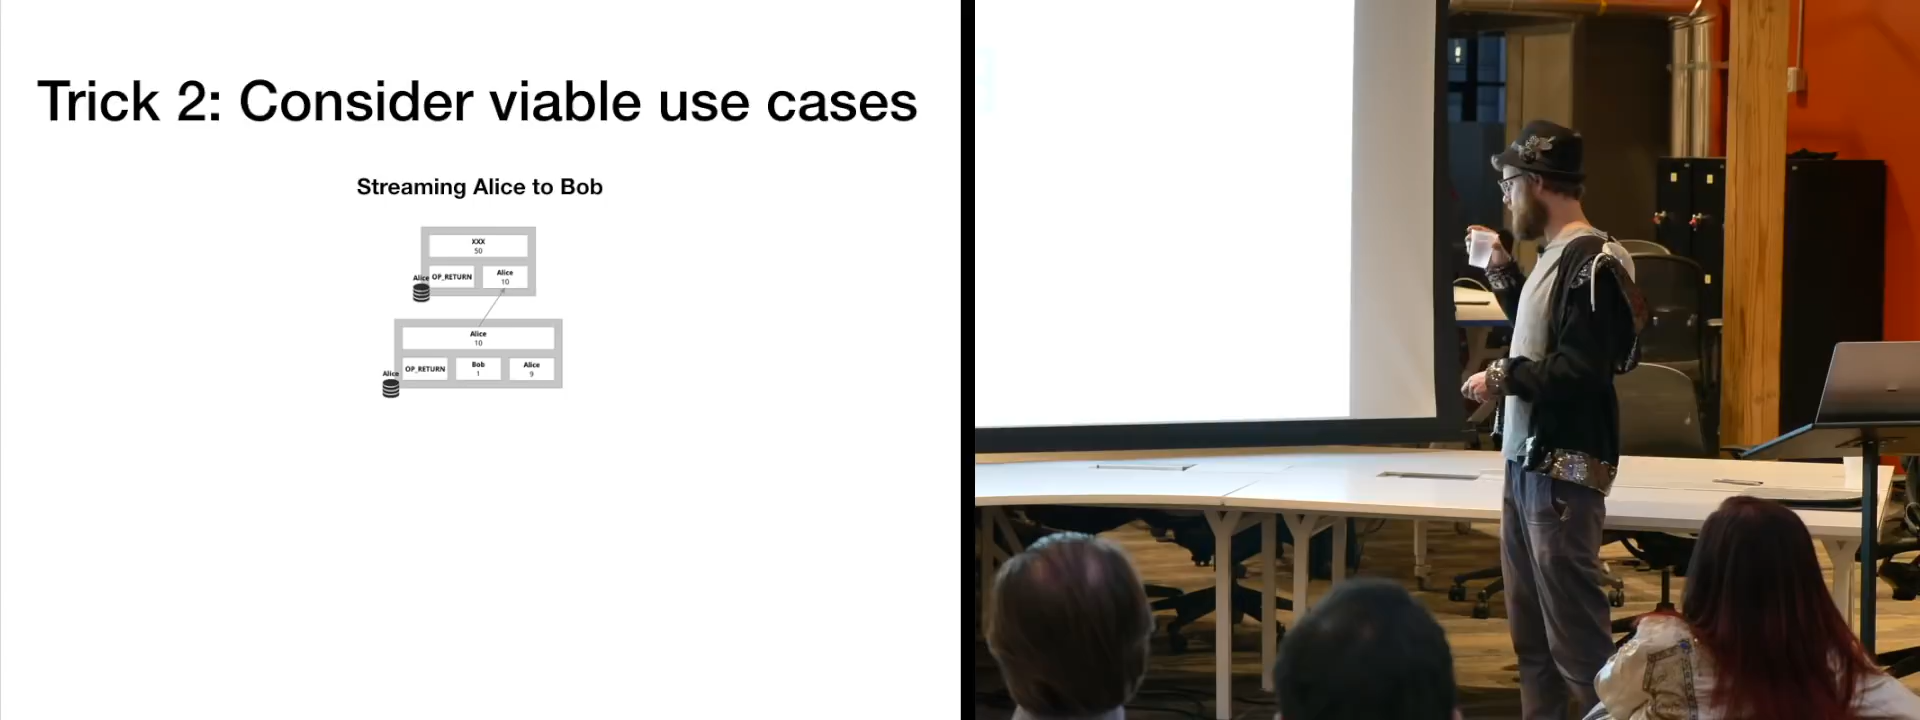 Trick 2: Consider viable use cases
Streaming Alice to Bob
XXX
50
Alice
OP_RETURN
Alice
10
Alice
10
Alice
OP_RETURN
Bob
1
Alice
9